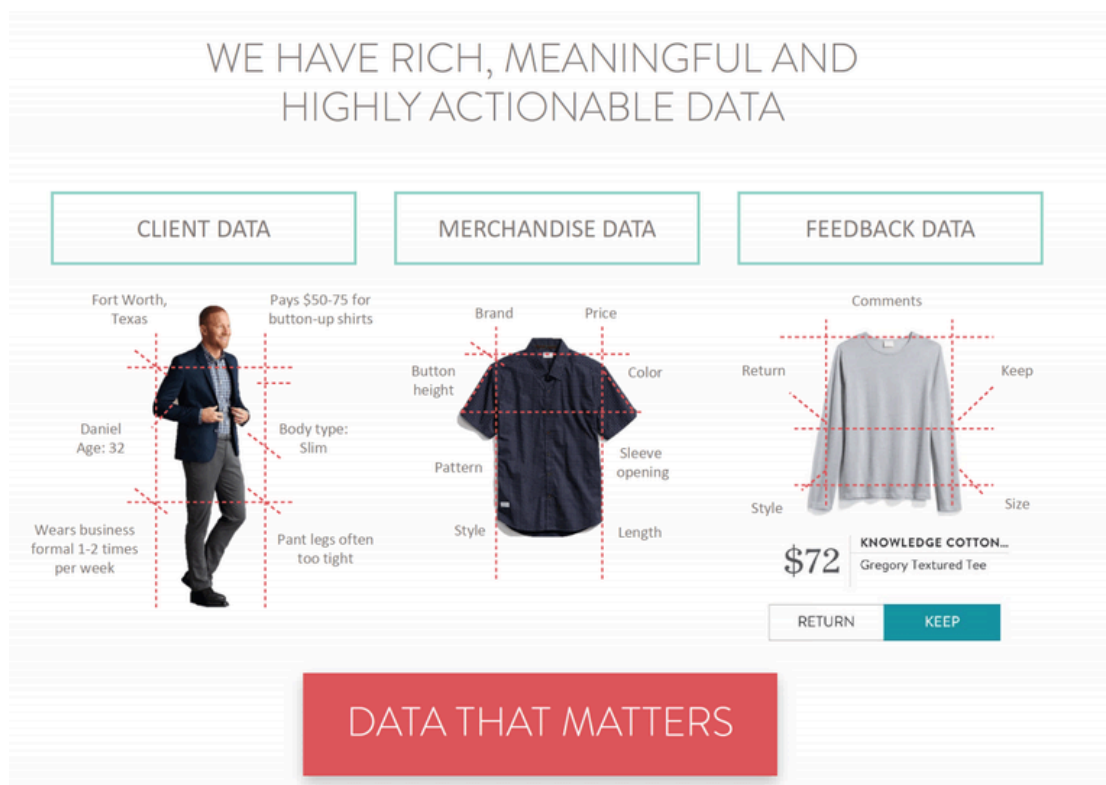 WE HAVE RICH, MEANINGFUL AND
HIGHLY ACTIONABLE DATA
CLIENT DATA
MERCHANDISE DATA
FEEDBACK DATA
Fort Worth,
Texas
Pays $50-75 for
button-up shirts
Daniel
Age: 32
Body type:
Slim
Wears business
formal 1-2 times
per week
Pant legs often
too tight
Brand
Price
Button
height
Color
Pattern
Sleeve
opening
Style
Length
Comments
Return
Keep
Style
Size
$72
KNOWLEDGE COTTON...
Gregory Textured Tee
RETURN
KEEP
DATA THAT MATTERS